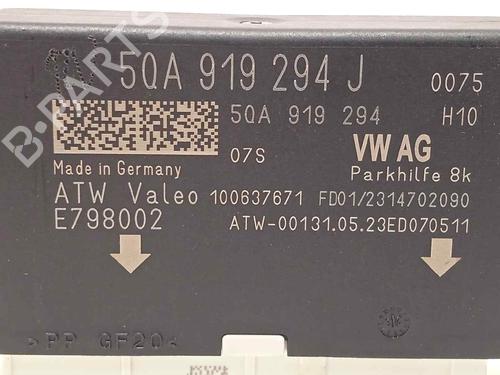 B-PARTS
5QA 919 294 J 0075
5QA 919 294 H10
07S VW AG
Made in Germany Parkhilfe 8k
ATW Valeo 100637671 FD01/2314702090
E798002 ATW-00131.05.23ED070511
>PP GF20<